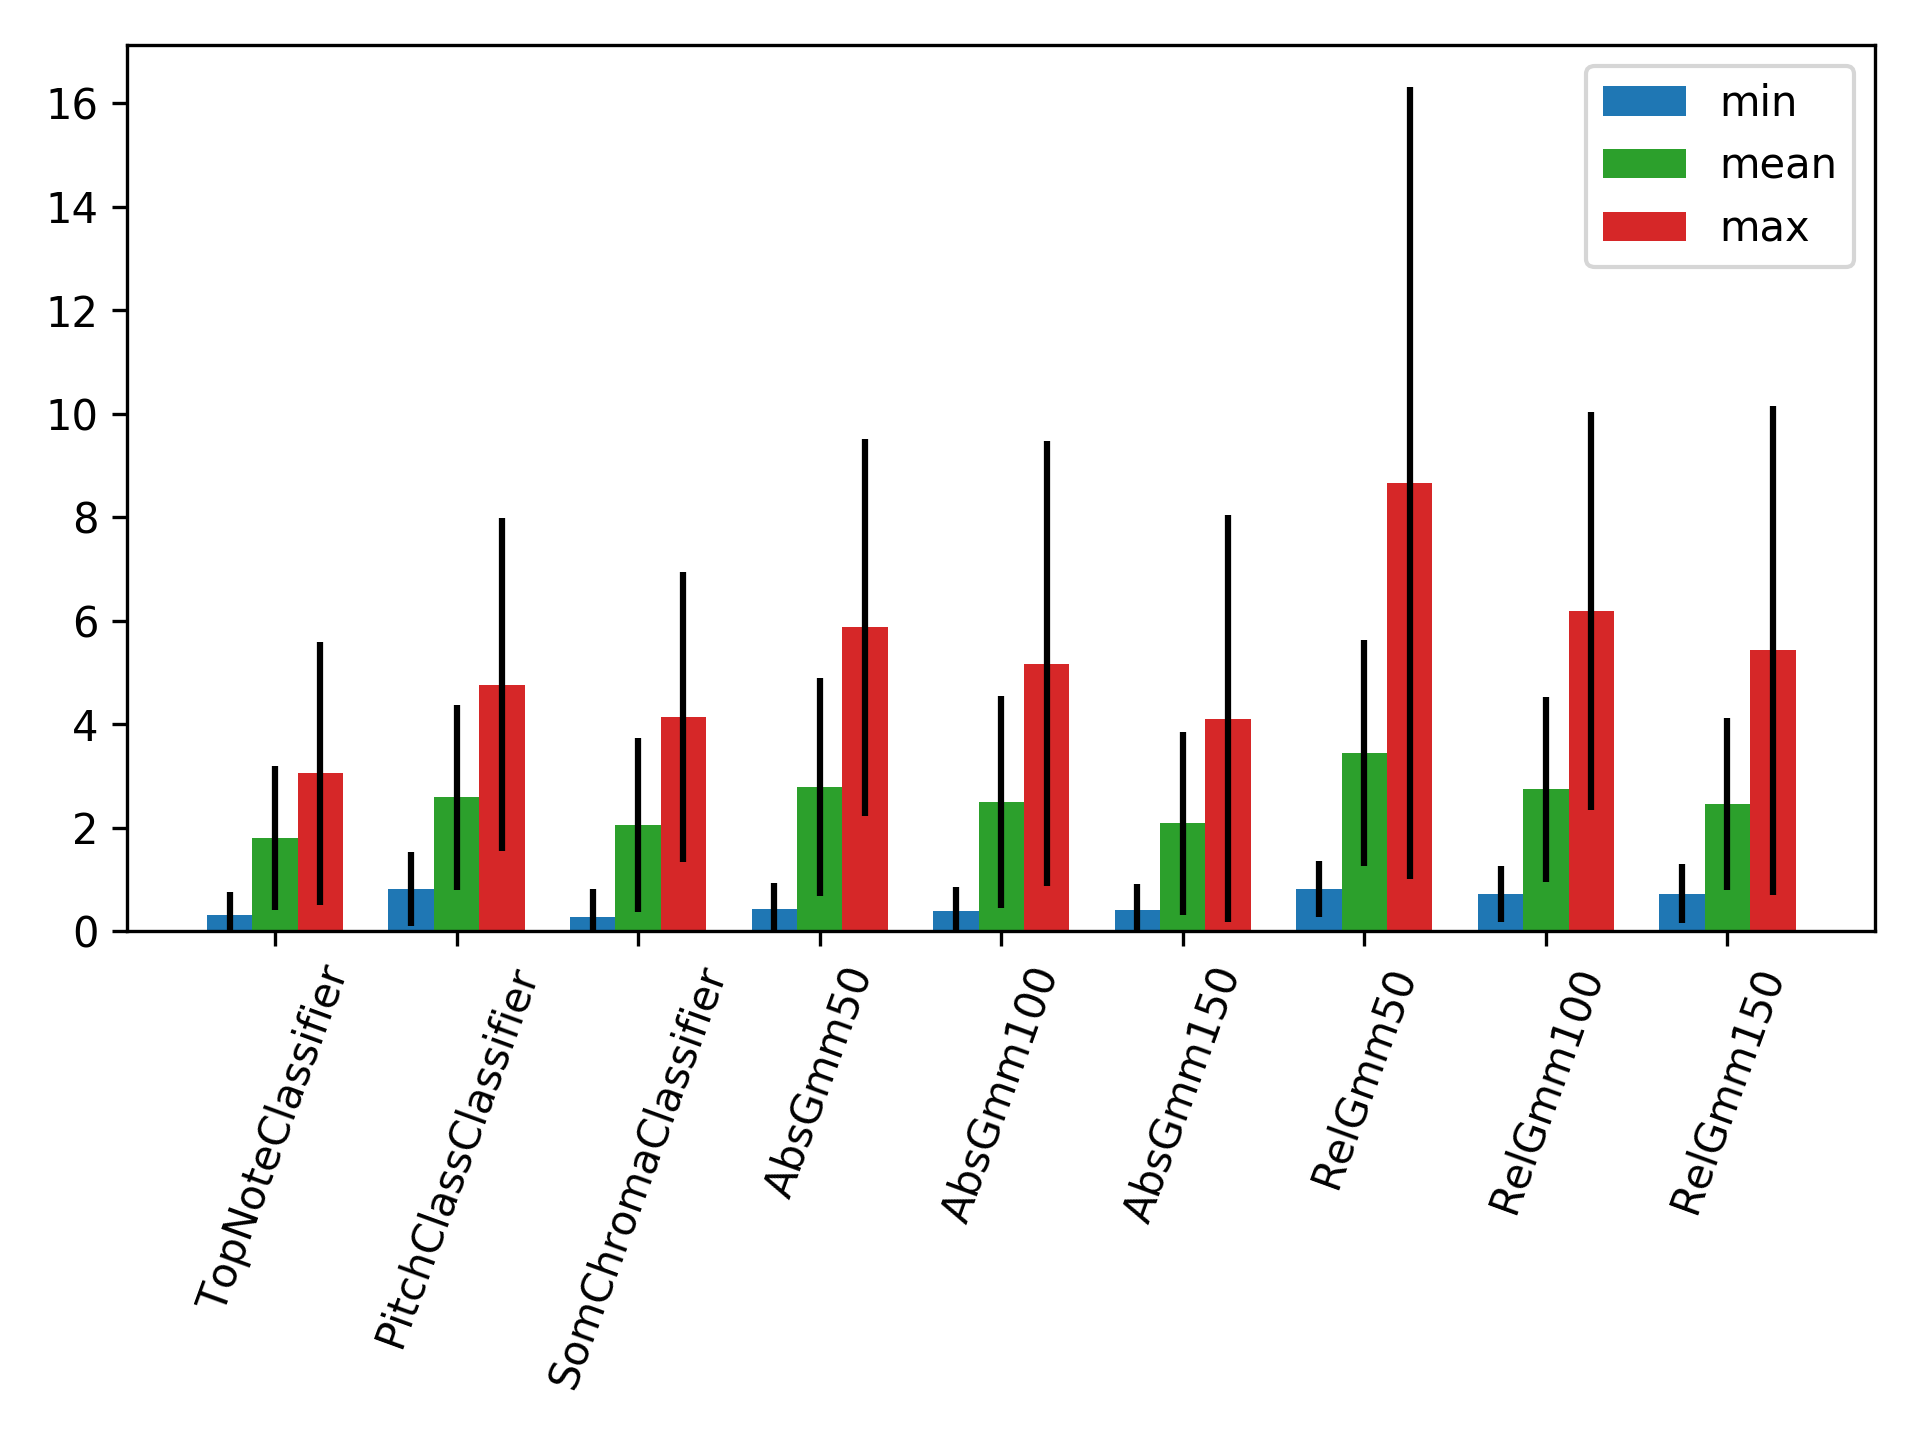 16
14
12
10
8
6
4
2
0
min
mean
max
TopNoteClassifier
PitchClassClassifier
SomChromaClassifier
AbsGmm50
AbsGmm100
AbsGmm150
RelGmm50
RelGmm100
RelGmm150